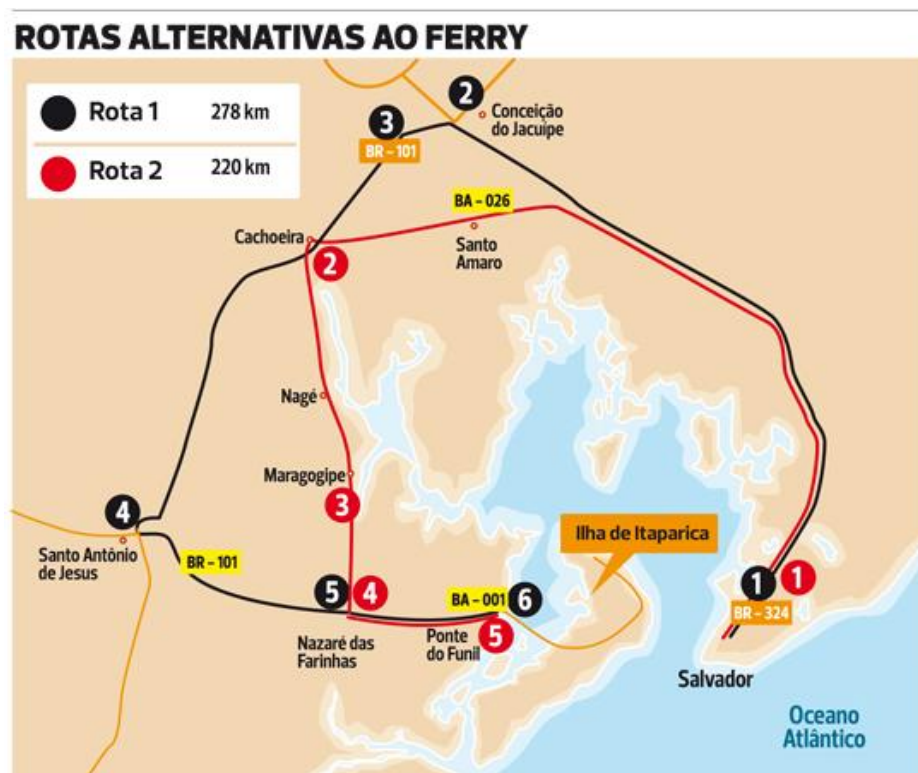 ROTAS ALTERNATIVAS AO FERRY
Rota 1 278 km
Rota 2 220 km
2
Conceição
do Jacuípe
3
BR – 101
BA – 026
Cachoeira
Santo
Amaro
2
Nagé
Maragogipe
3
4
Santo Antônio
de Jesus
BR – 101
Ilha de Itaparica
5
4
BA – 001
6
5
1
1
BR – 324
Nazaré das
Farinhas
Ponte
do Funil
Salvador
Oceano
Atlântico